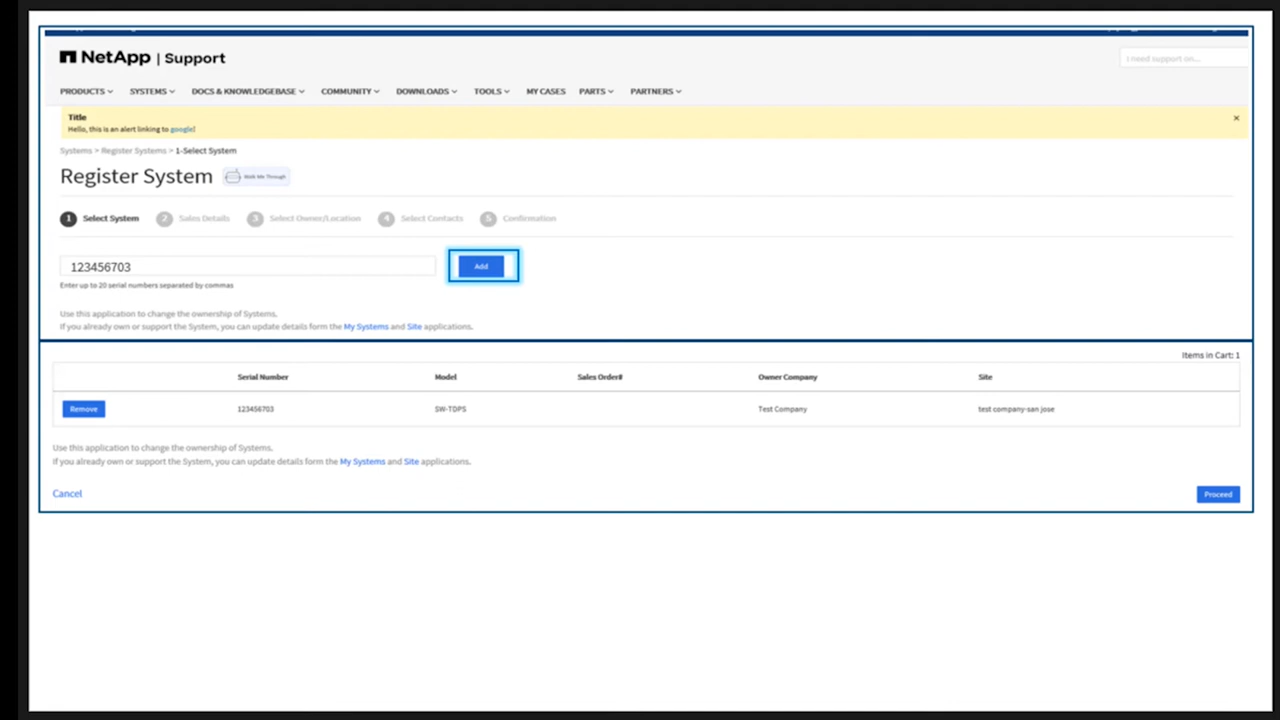 NetApp | Support
I need support on...
PRODUCTS SYSTEMS DOCS & KNOWLEDGEBASE COMMUNITY DOWNLOADS TOOLS MY CASES PARTS PARTNERS
Title
Hello, this is an alert linking to google!
Systems > Register Systems > 1-Select System
Register System Walk Me Through
1 Select System 2 Sales Details 3 Select Owner/Location 4 Select Contacts 5 Confirmation
123456703 Add
Enter up to 20 serial numbers separated by commas
Use this application to change the ownership of Systems.
If you already own or support the System, you can update details form the My Systems and Site applications.
Items in Cart: 1
Serial Number Model Sales Order# Owner Company Site
Remove 123456703 SW-TDPS Test Company test company-san jose
Use this application to change the ownership of Systems.
If you already own or support the System, you can update details form the My Systems and Site applications.
Cancel Proceed